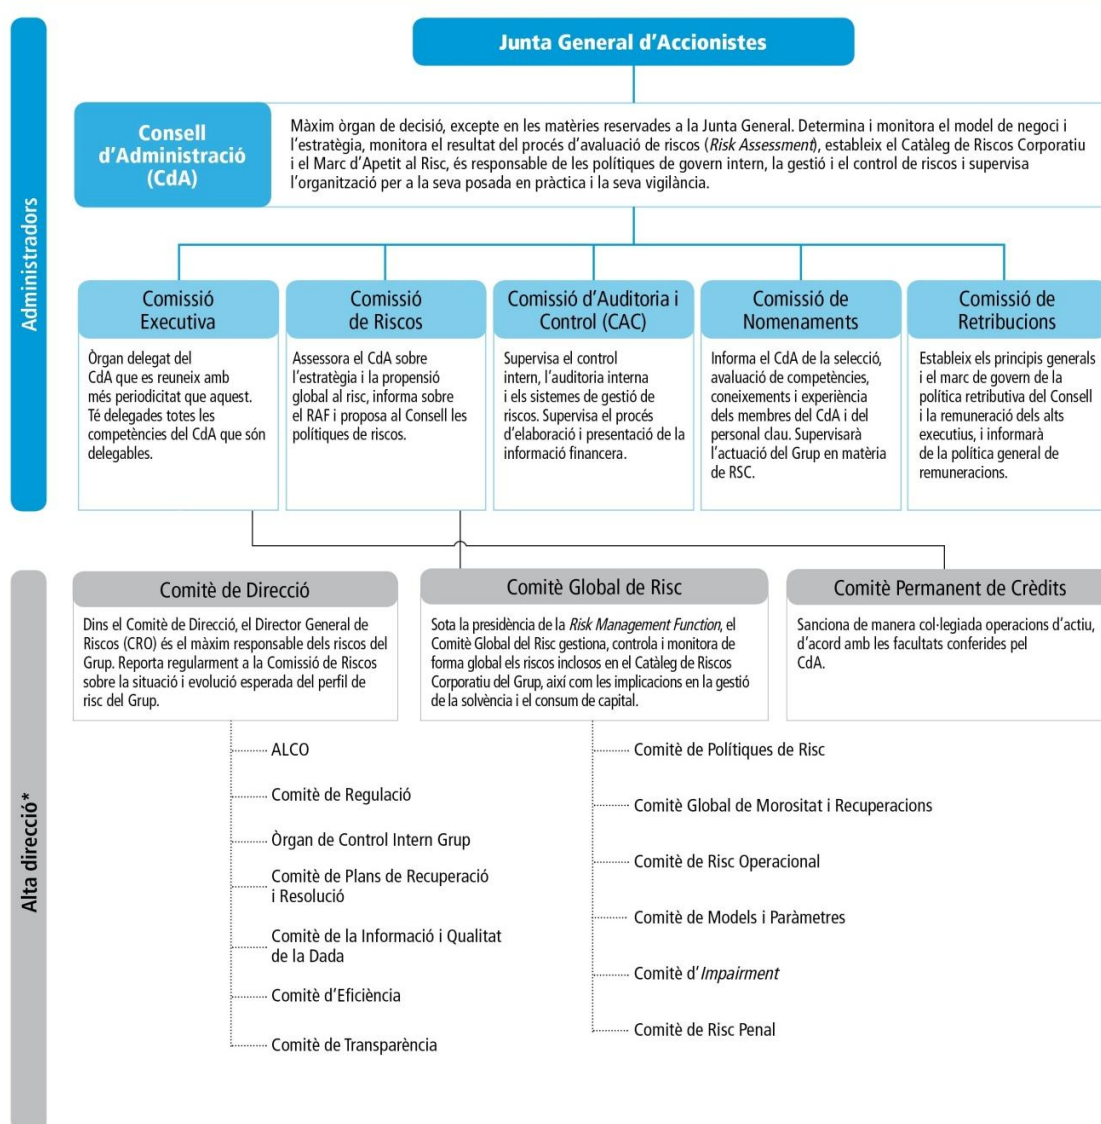 Junta General d'Accionistes
Administradors
Consell
d'Administració
(CdA)
Màxim òrgan de decisió, excepte en les matèries reservades a la Junta General. Determina i monitora el model de negoci i
l'estratègia, monitora el resultat del procés d'avaluació de riscos (Risk Assessment), estableix el Catàleg de Riscos Corporatiu
i el Marc d'Apetit al Risc, és responsable de les polítiques de govern intern, la gestió i el control de riscos i supervisa
l'organització per a la seva posada en pràctica i la seva vigilància.
Comissió
Executiva
Òrgan delegat del
CdA que es reuneix amb
més periodicitat que aquest.
Té delegades totes les
competències del CdA que són
delegables.
Comissió
de Riscos
Assessora el CdA sobre
l'estratègia i la propensió
global al risc, informa sobre
el RAF i proposa al Consell les
polítiques de riscos.
Comissió d'Auditoria i
Control (CAC)
Supervisa el control
intern, l'auditoria interna
i els sistemes de gestió de
riscos. Supervisa el procés
d'elaboració i presentació de la
informació financera.
Comissió de
Nomenaments
Informa el CdA de la selecció,
avaluació de competències,
coneixements i experiència
dels membres del CdA i del
personal clau. Supervisarà
l'actuació del Grup en matèria
de RSC.
Comissió de
Retribucions
Estableix els principis generals
i el marc de govern de la
política retributiva del Consell
i la remuneració dels alts
executius, i informarà
de la política general de
remuneracions.
Alta direcció*
Comitè de Direcció
Dins el Comitè de Direcció, el Director General de
Riscos (CRO) és el màxim responsable dels riscos del
Grup. Reporta regularment a la Comissió de Riscos
sobre la situació i evolució esperada del perfil de
risc del Grup.
ALCO
Comitè de Regulació
Òrgan de Control Intern Grup
Comitè de Plans de Recuperació
i Resolució
Comitè de la Informació i Qualitat
de la Dada
Comitè d'Eficiència
Comitè de Transparència
Comitè Global de Risc
Sota la presidència de la Risk Management Function, el
Comitè Global del Risc gestiona, controla i monitora de
forma global els riscos inclosos en el Catàleg de Riscos
Corporatiu del Grup, així com les implicacions en la gestió
de la solvència i el consum de capital.
Comitè de Polítiques de Risc
Comitè Global de Morositat i Recuperacions
Comitè de Risc Operacional
Comitè de Models i Paràmetres
Comitè d'Impairment
Comitè de Risc Penal
Comitè Permanent de Crèdits
Sanciona de manera col·legiada operacions d'actiu,
d'acord amb les facultats conferides pel
CdA.